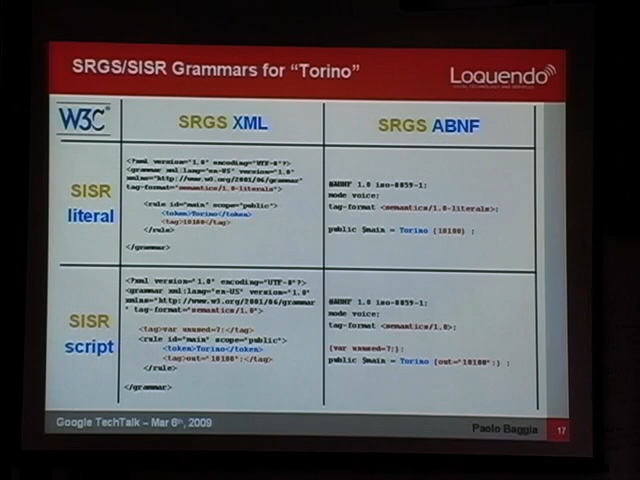 SRGS/SISR Grammars for "Torino"
Loquendo
W3C
SRGS XML
SRGS ABNF
SISR
literal
<?xml version="1.0" encoding="UTF-8"?>
<grammar xml:lang="en-US" version="1.0"
xmlns="http://www.w3.org/2001/06/grammar"
tag-format="semantics/1.0-literals">
<rule id="main" scope="public">
<token>Torino</token>
<tag>10100</tag>
</rule>
</grammar>
#ABNF 1.0 iso-8859-1;
mode voice;
tag-format <semantics/1.0-literals>;
public $main = Torino {10100} ;
SISR
script
<?xml version="1.0" encoding="UTF-8"?>
<grammar xml:lang="en-US" version="1.0"
xmlns="http://www.w3.org/2001/06/grammar
" tag-format="semantics/1.0">
<tag>var unused=7;</tag>
<rule id="main" scope="public">
<token>Torino</token>
<tag>out="10100";</tag>
</rule>
</grammar>
#ABNF 1.0 iso-8859-1;
mode voice;
tag-format <semantics/1.0>;
{var unused=7;};
public $main = Torino {out="10100";} ;
Google TechTalk – Mar 6th, 2009
Paolo Baggia
17